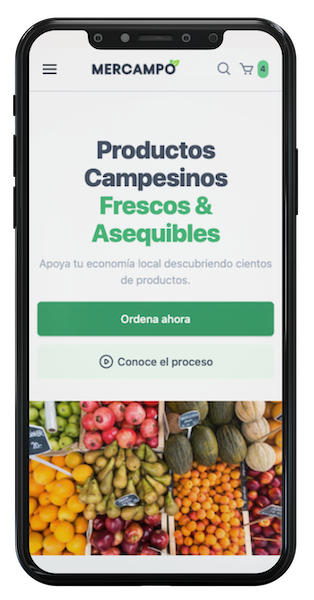 MERCAMPO
4
Productos
Campesinos
Frescos &
Asequibles
Apoya tu economía local descubriendo cientos
de productos.
Ordena ahora
Conoce el proceso